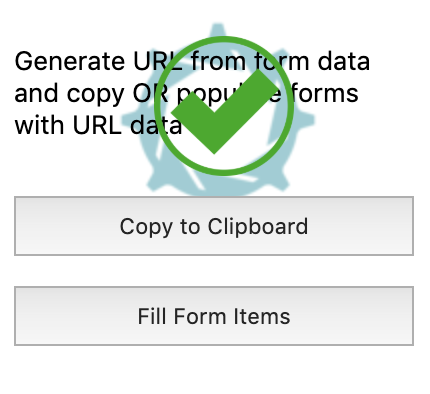 Generate URL from form data
and copy OR populate forms
with URL data
Copy to Clipboard
Fill Form Items